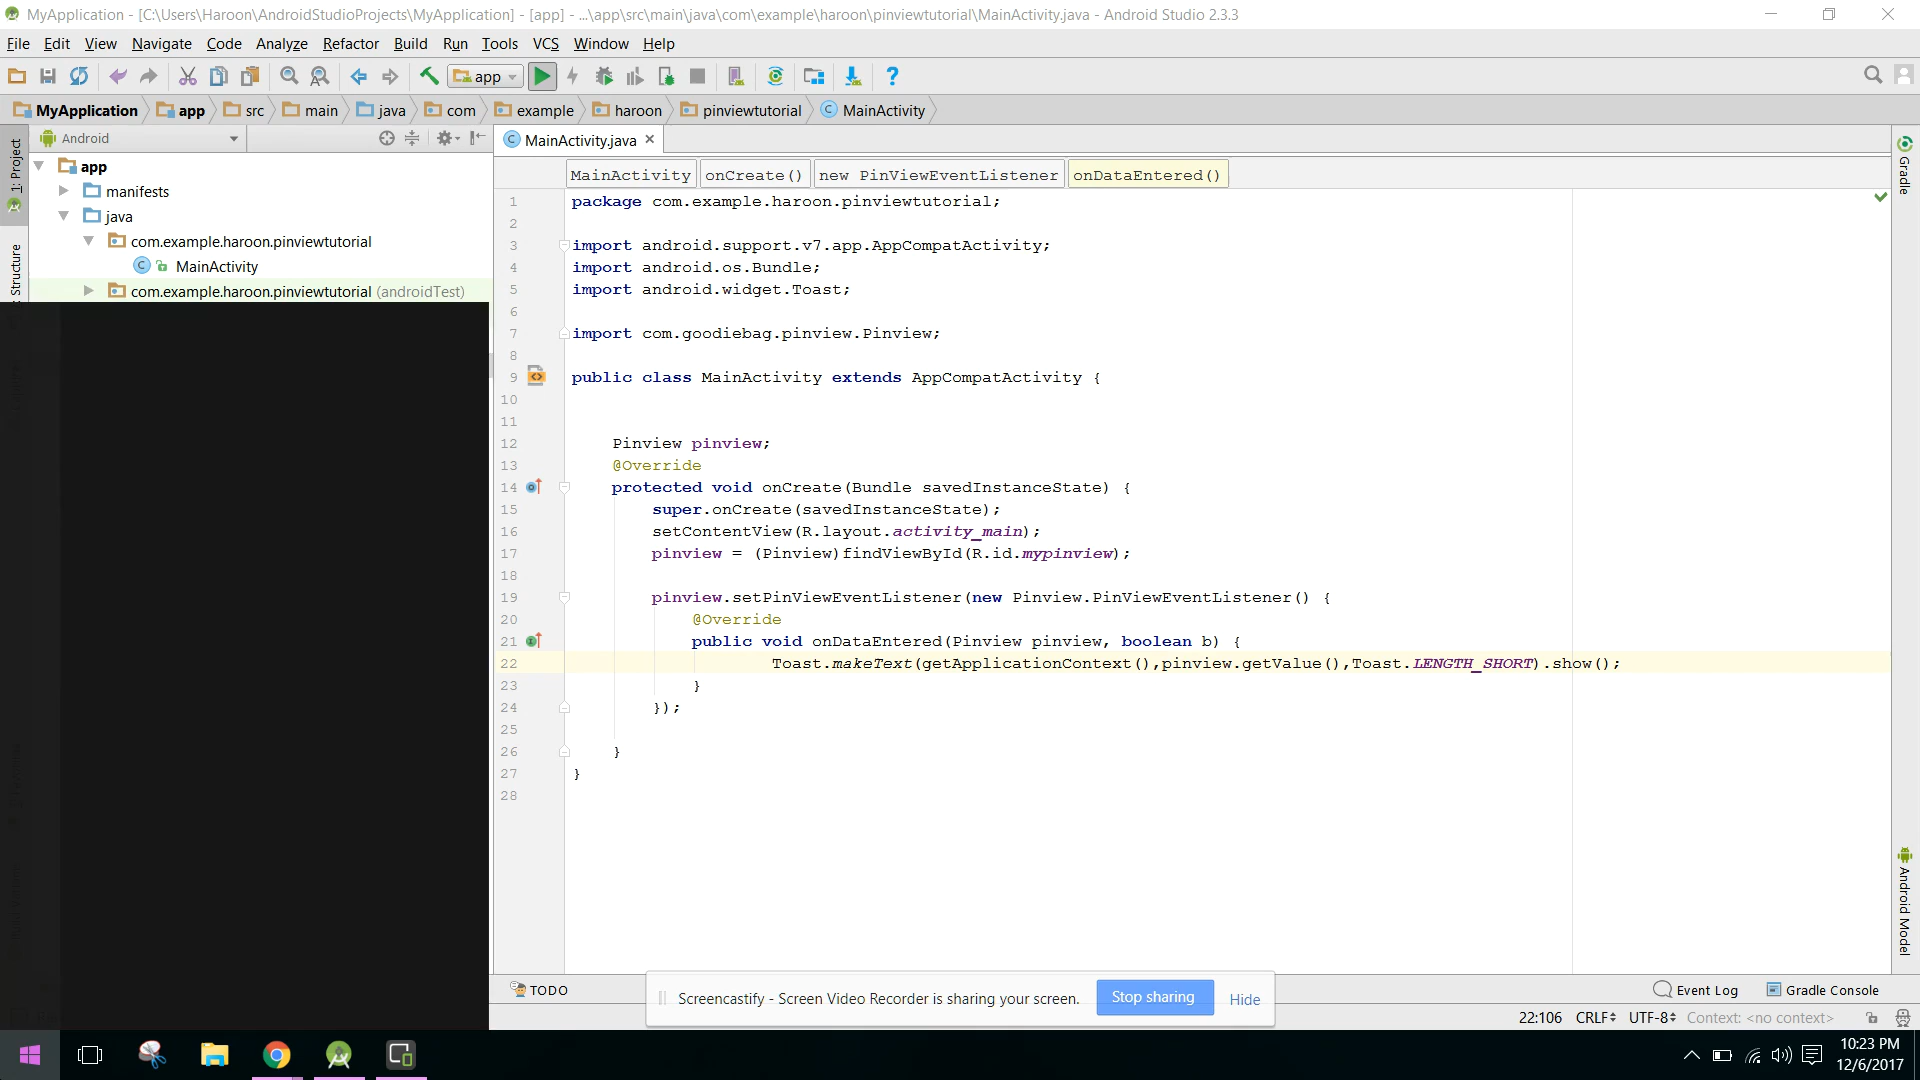 MyApplication - [C:\Users\Haroon\AndroidStudioProjects\MyApplication] - [app] - ...\app\src\main\java\com\example\haroon\pinviewtutorial\MainActivity.java - Android Studio 2.3.3
File Edit View Navigate Code Analyze Refactor Build Run Tools VCS Window Help
app
MyApplication app src main java com example haroon pinviewtutorial MainActivity
Android
MainActivity.java
1: Project
Structure
app
manifests
java
com.example.haroon.pinviewtutorial
MainActivity
com.example.haroon.pinviewtutorial (androidTest)
MainActivity onCreate() new PinViewEventListener onDataEntered()
1 package com.example.haroon.pinviewtutorial;
2
3 import android.support.v7.app.AppCompatActivity;
4 import android.os.Bundle;
5 import android.widget.Toast;
6
7 import com.goodiebag.pinview.Pinview;
8
9 public class MainActivity extends AppCompatActivity {
10
11
12 Pinview pinview;
13 @Override
14 protected void onCreate(Bundle savedInstanceState) {
15 super.onCreate(savedInstanceState);
16 setContentView(R.layout.activity_main);
17 pinview = (Pinview)findViewById(R.id.mypinview);
18
19 pinview.setPinViewEventListener(new Pinview.PinViewEventListener() {
20 @Override
21 public void onDataEntered(Pinview pinview, boolean b) {
22 Toast.makeText(getApplicationContext(),pinview.getValue(),Toast.LENGTH_SHORT).show();
23 }
24 });
25
26 }
27 }
28
Gradle
Android Model
TODO
Event Log
Gradle Console
Screencastify - Screen Video Recorder is sharing your screen. Stop sharing Hide
22:106 CRLF UTF-8 Context: <no context>
10:23 PM
12/6/2017